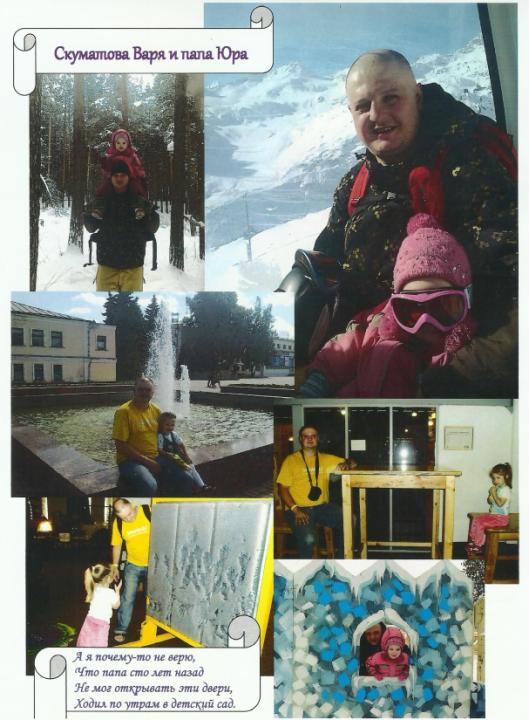 Скуматова Варя и папа Юра
А я почему-то не верю,
Что папа сто лет назад
Не мог открывать эти двери,
Ходил по утрам в детский сад.